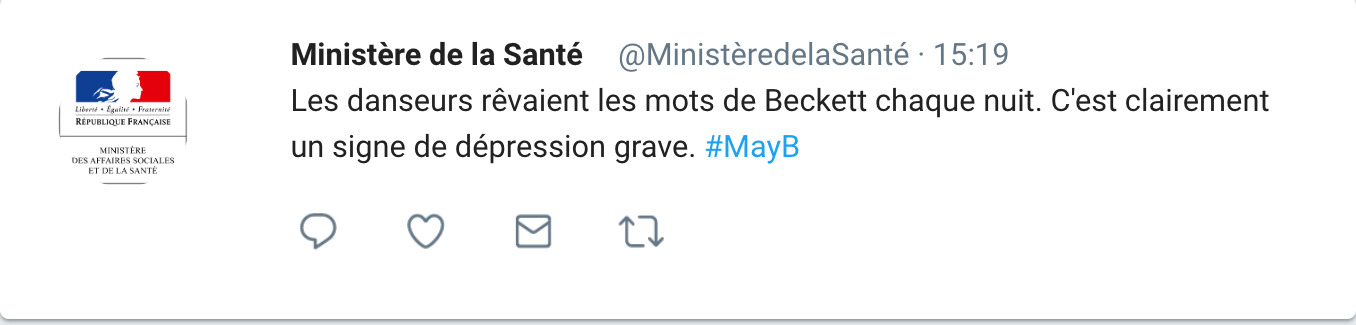 Ministère de la Santé @MinistèredelaSanté · 15:19
Les danseurs rêvaient les mots de Beckett chaque nuit. C'est clairement
un signe de dépression grave. #MayB
Liberté • Égalité • Fraternité
RÉPUBLIQUE FRANÇAISE
MINISTÈRE
DES AFFAIRES SOCIALES
ET DE LA SANTÉ